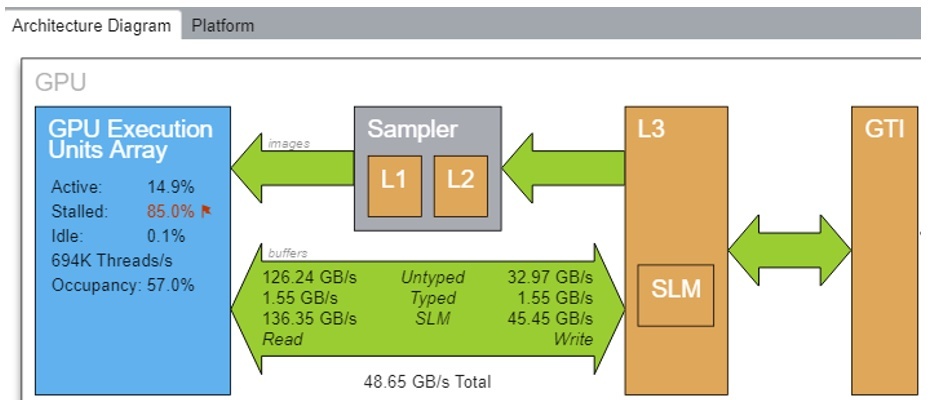 Architecture Diagram Platform
GPU
GPU Execution
Units Array
Active: 14.9%
Stalled: 85.0%
Idle: 0.1%
694K Threads/s
Occupancy: 57.0%
images
Sampler
L1 L2
buffers
126.24 GB/s Untyped 32.97 GB/s
1.55 GB/s Typed 1.55 GB/s
136.35 GB/s SLM 45.45 GB/s
Read Write
48.65 GB/s Total
L3
SLM
GTI